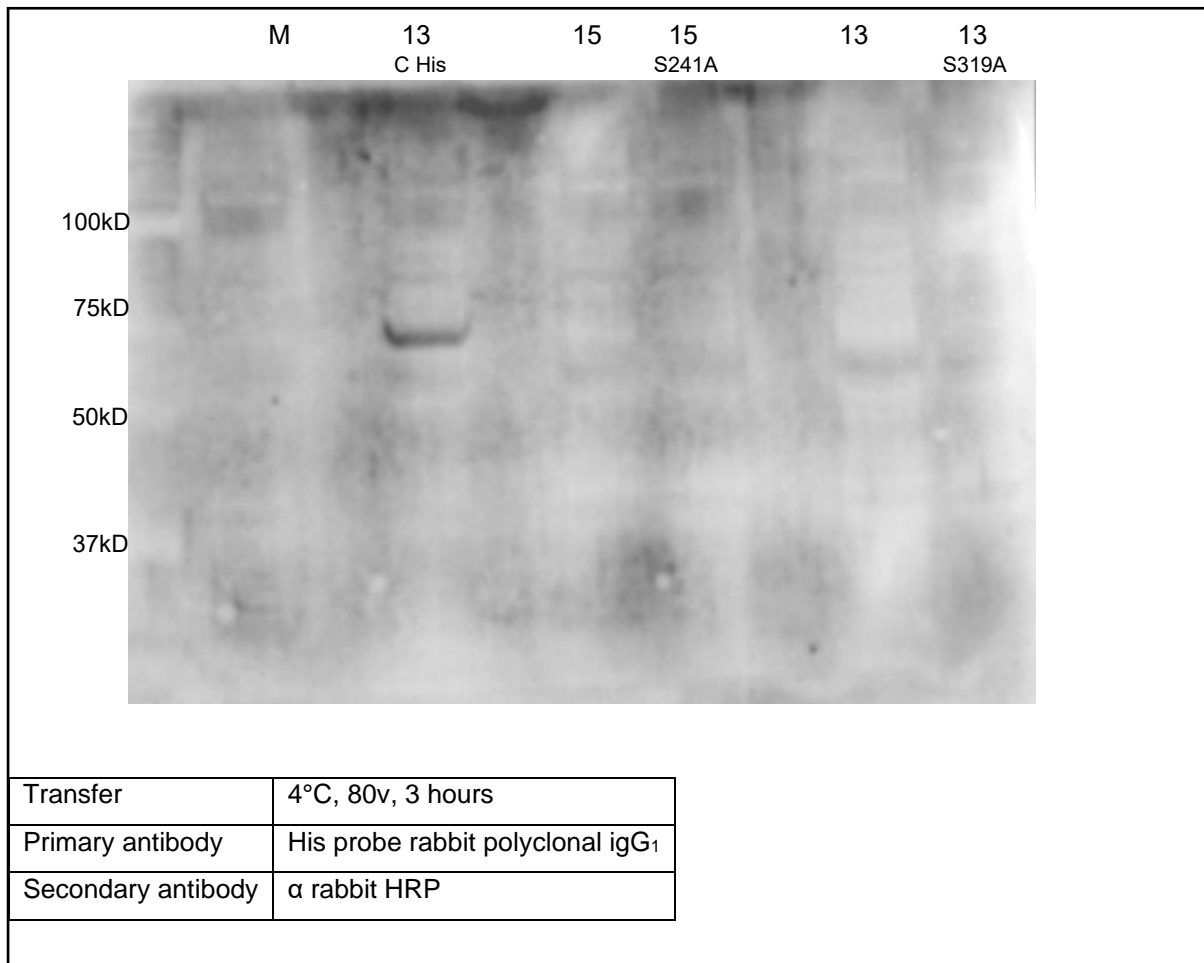 M 13 15 15 13 13
C His S241A S319A
100kD
75kD
50kD
37kD
Transfer 4°C, 80v, 3 hours
Primary antibody His probe rabbit polyclonal igG₁
Secondary antibody α rabbit HRP